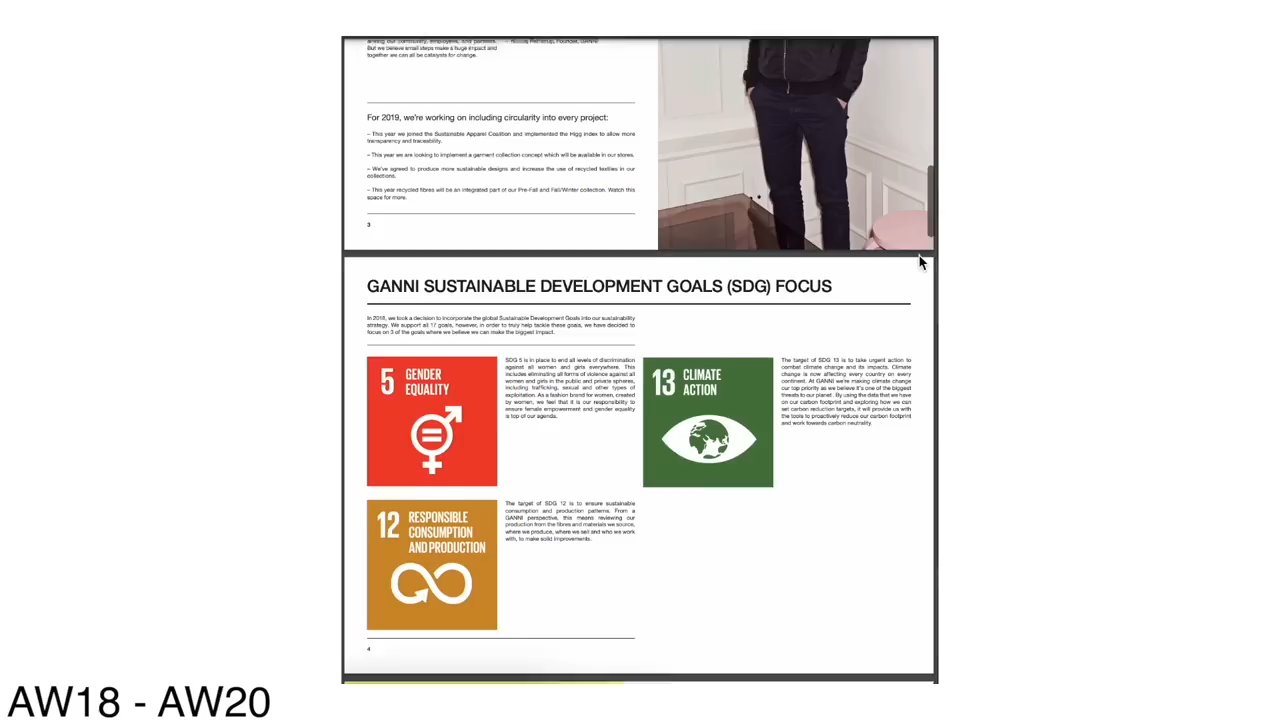 But we believe small steps make a huge impact and
together we can all be catalysts for change.
For 2019, we're working on including circularity into every project:
– This year we joined the Sustainable Apparel Coalition and implemented the Higg index to allow more
transparency and traceability.
– This year we are looking to implement a garment collection concept which will be available in our stores.
– We've agreed to produce more sustainable designs and increase the use of recycled textiles in our
collections.
– This year recycled fibres will be an integrated part of our Pre-Fall and Fall/Winter collection. Watch this
space for more.
3
GANNI SUSTAINABLE DEVELOPMENT GOALS (SDG) FOCUS
In 2018, we took a decision to incorporate the global Sustainable Development Goals into our sustainability
strategy. We support all 17 goals, however, in order to truly help tackle these goals, we have decided to
focus on 3 of the goals where we believe we can make the biggest impact.
5 GENDER
EQUALITY
SDG 5 is in place to end all levels of discrimination
against all women and girls everywhere. This
includes eliminating all forms of violence against all
women and girls in the public and private spheres,
including trafficking, sexual and other types of
exploitation. As a fashion brand for women, created
by women, we feel that it is our responsibility to
ensure female empowerment and gender equality
is top of our agenda.
13 CLIMATE
ACTION
The target of SDG 13 is to take urgent action to
combat climate change and its impacts. Climate
change is now affecting every country on every
continent. At GANNI we're making climate change
our top priority as we believe it's one of the biggest
threats to our planet. By using the data that we have
on our carbon footprint and exploring how we can
set carbon reduction targets, it will provide us with
the tools to proactively reduce our carbon footprint
and work towards carbon neutrality.
12 RESPONSIBLE
CONSUMPTION
AND PRODUCTION
The target of SDG 12 is to ensure sustainable
consumption and production patterns. From a
GANNI perspective, this means reviewing our
production from the fibres and materials we source,
where we produce, where we sell and who we work
with, to make solid improvements.
4
AW18 - AW20